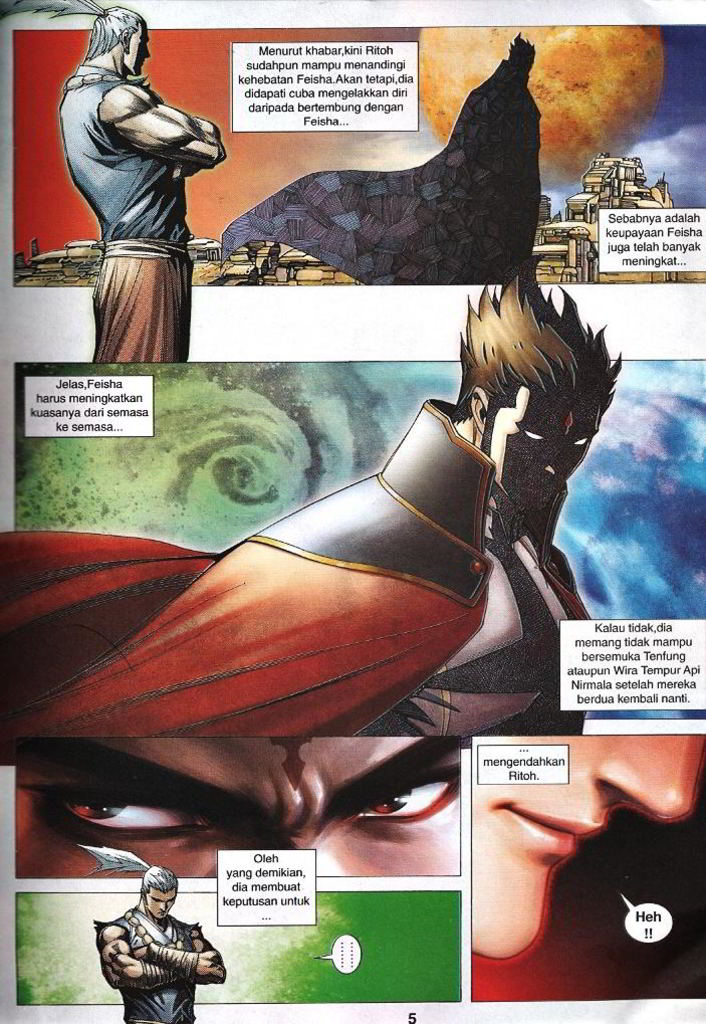 Menurut khabar,kini Ritoh
sudahpun mampu menandingi
kehebatan Feisha.Akan tetapi,dia
didapati cuba mengelakkan diri
daripada bertembung dengan
Feisha...
Sebabnya adalah
keupayaan Feisha
juga telah banyak
meningkat...
Jelas,Feisha
harus meningkatkan
kuasanya dari semasa
ke semasa...
Kalau tidak,dia
memang tidak mampu
bersemuka Tenfung
ataupun Wira Tempur Api
Nirmala setelah mereka
berdua kembali nanti.
Oleh
yang demikian,
dia membuat
keputusan untuk
...
...
mengendahkan
Ritoh.
Heh
!!
5